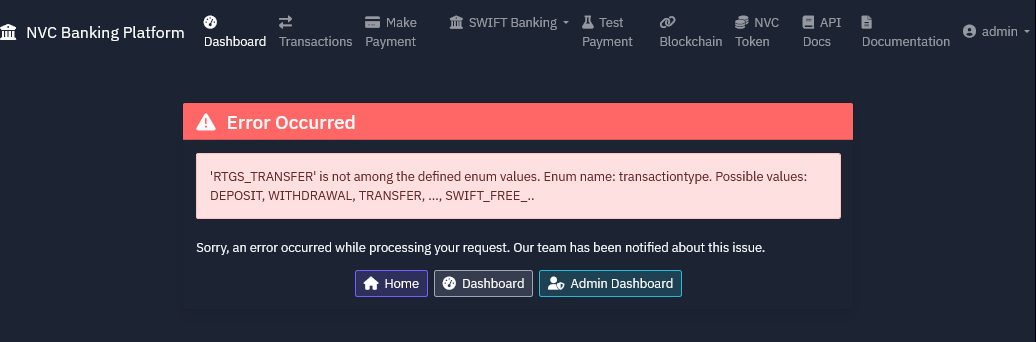 NVC Banking Platform
Dashboard
Transactions
Make
Payment
SWIFT Banking
Test
Payment
Blockchain
NVC
Token
API
Docs
Documentation
admin
Error Occurred
'RTGS_TRANSFER' is not among the defined enum values. Enum name: transactiontype. Possible values:
DEPOSIT, WITHDRAWAL, TRANSFER, ..., SWIFT_FREE_..
Sorry, an error occurred while processing your request. Our team has been notified about this issue.
Home
Dashboard
Admin Dashboard